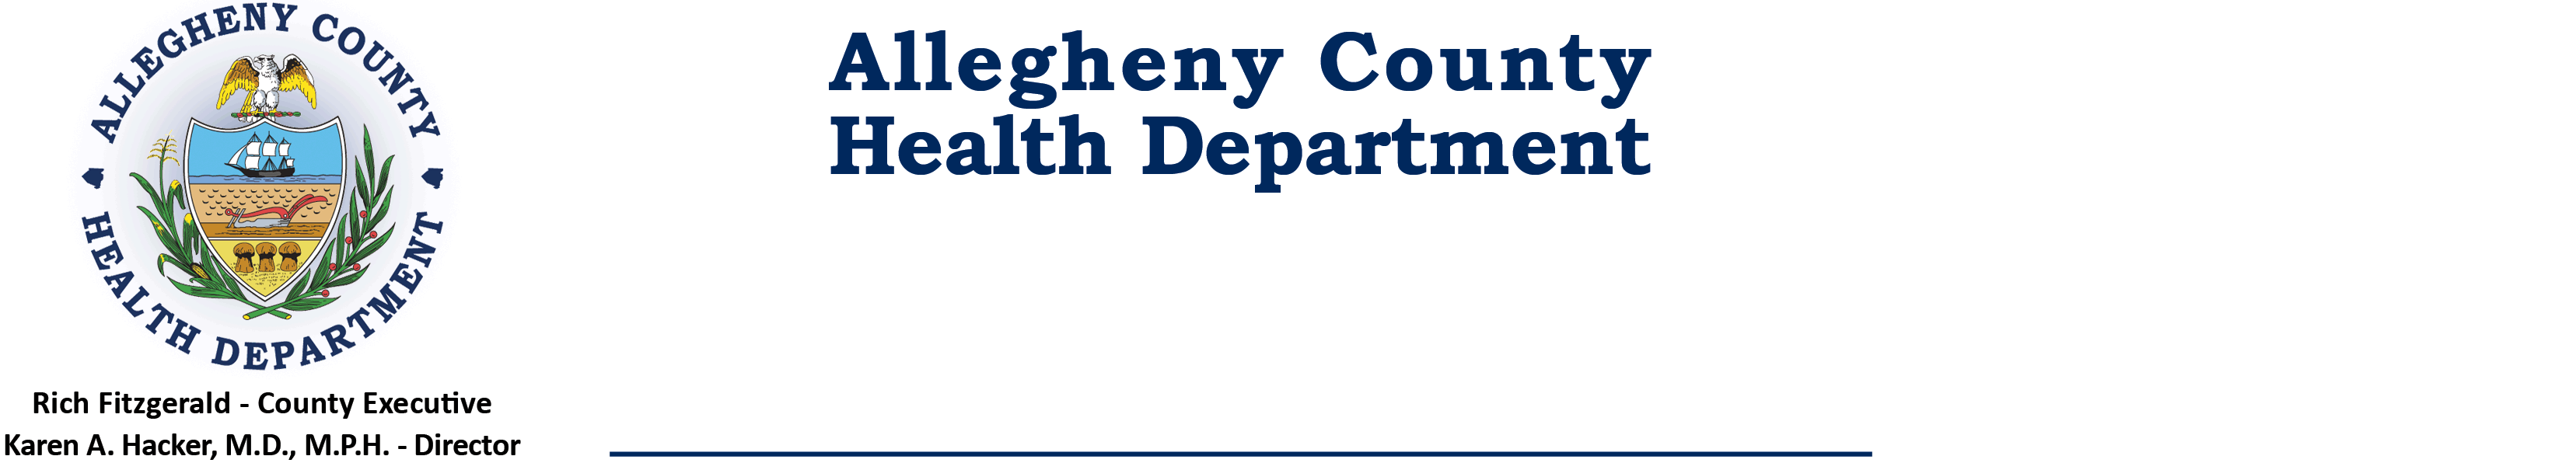 ALLEGHENY COUNTY
HEALTH DEPARTMENT
Rich Fitzgerald - County Executive
Karen A. Hacker, M.D., M.P.H. - Director
Allegheny County
Health Department